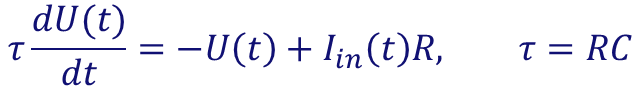 τ dU(t)/dt = −U(t) + I_in(t)R, τ = RC